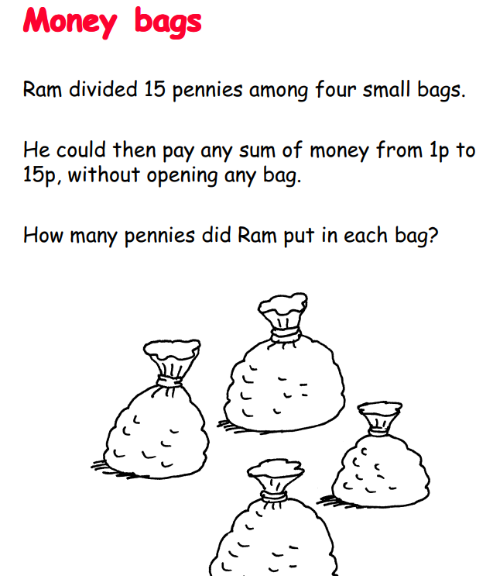 Money bags
Ram divided 15 pennies among four small bags.
He could then pay any sum of money from 1p to
15p, without opening any bag.
How many pennies did Ram put in each bag?